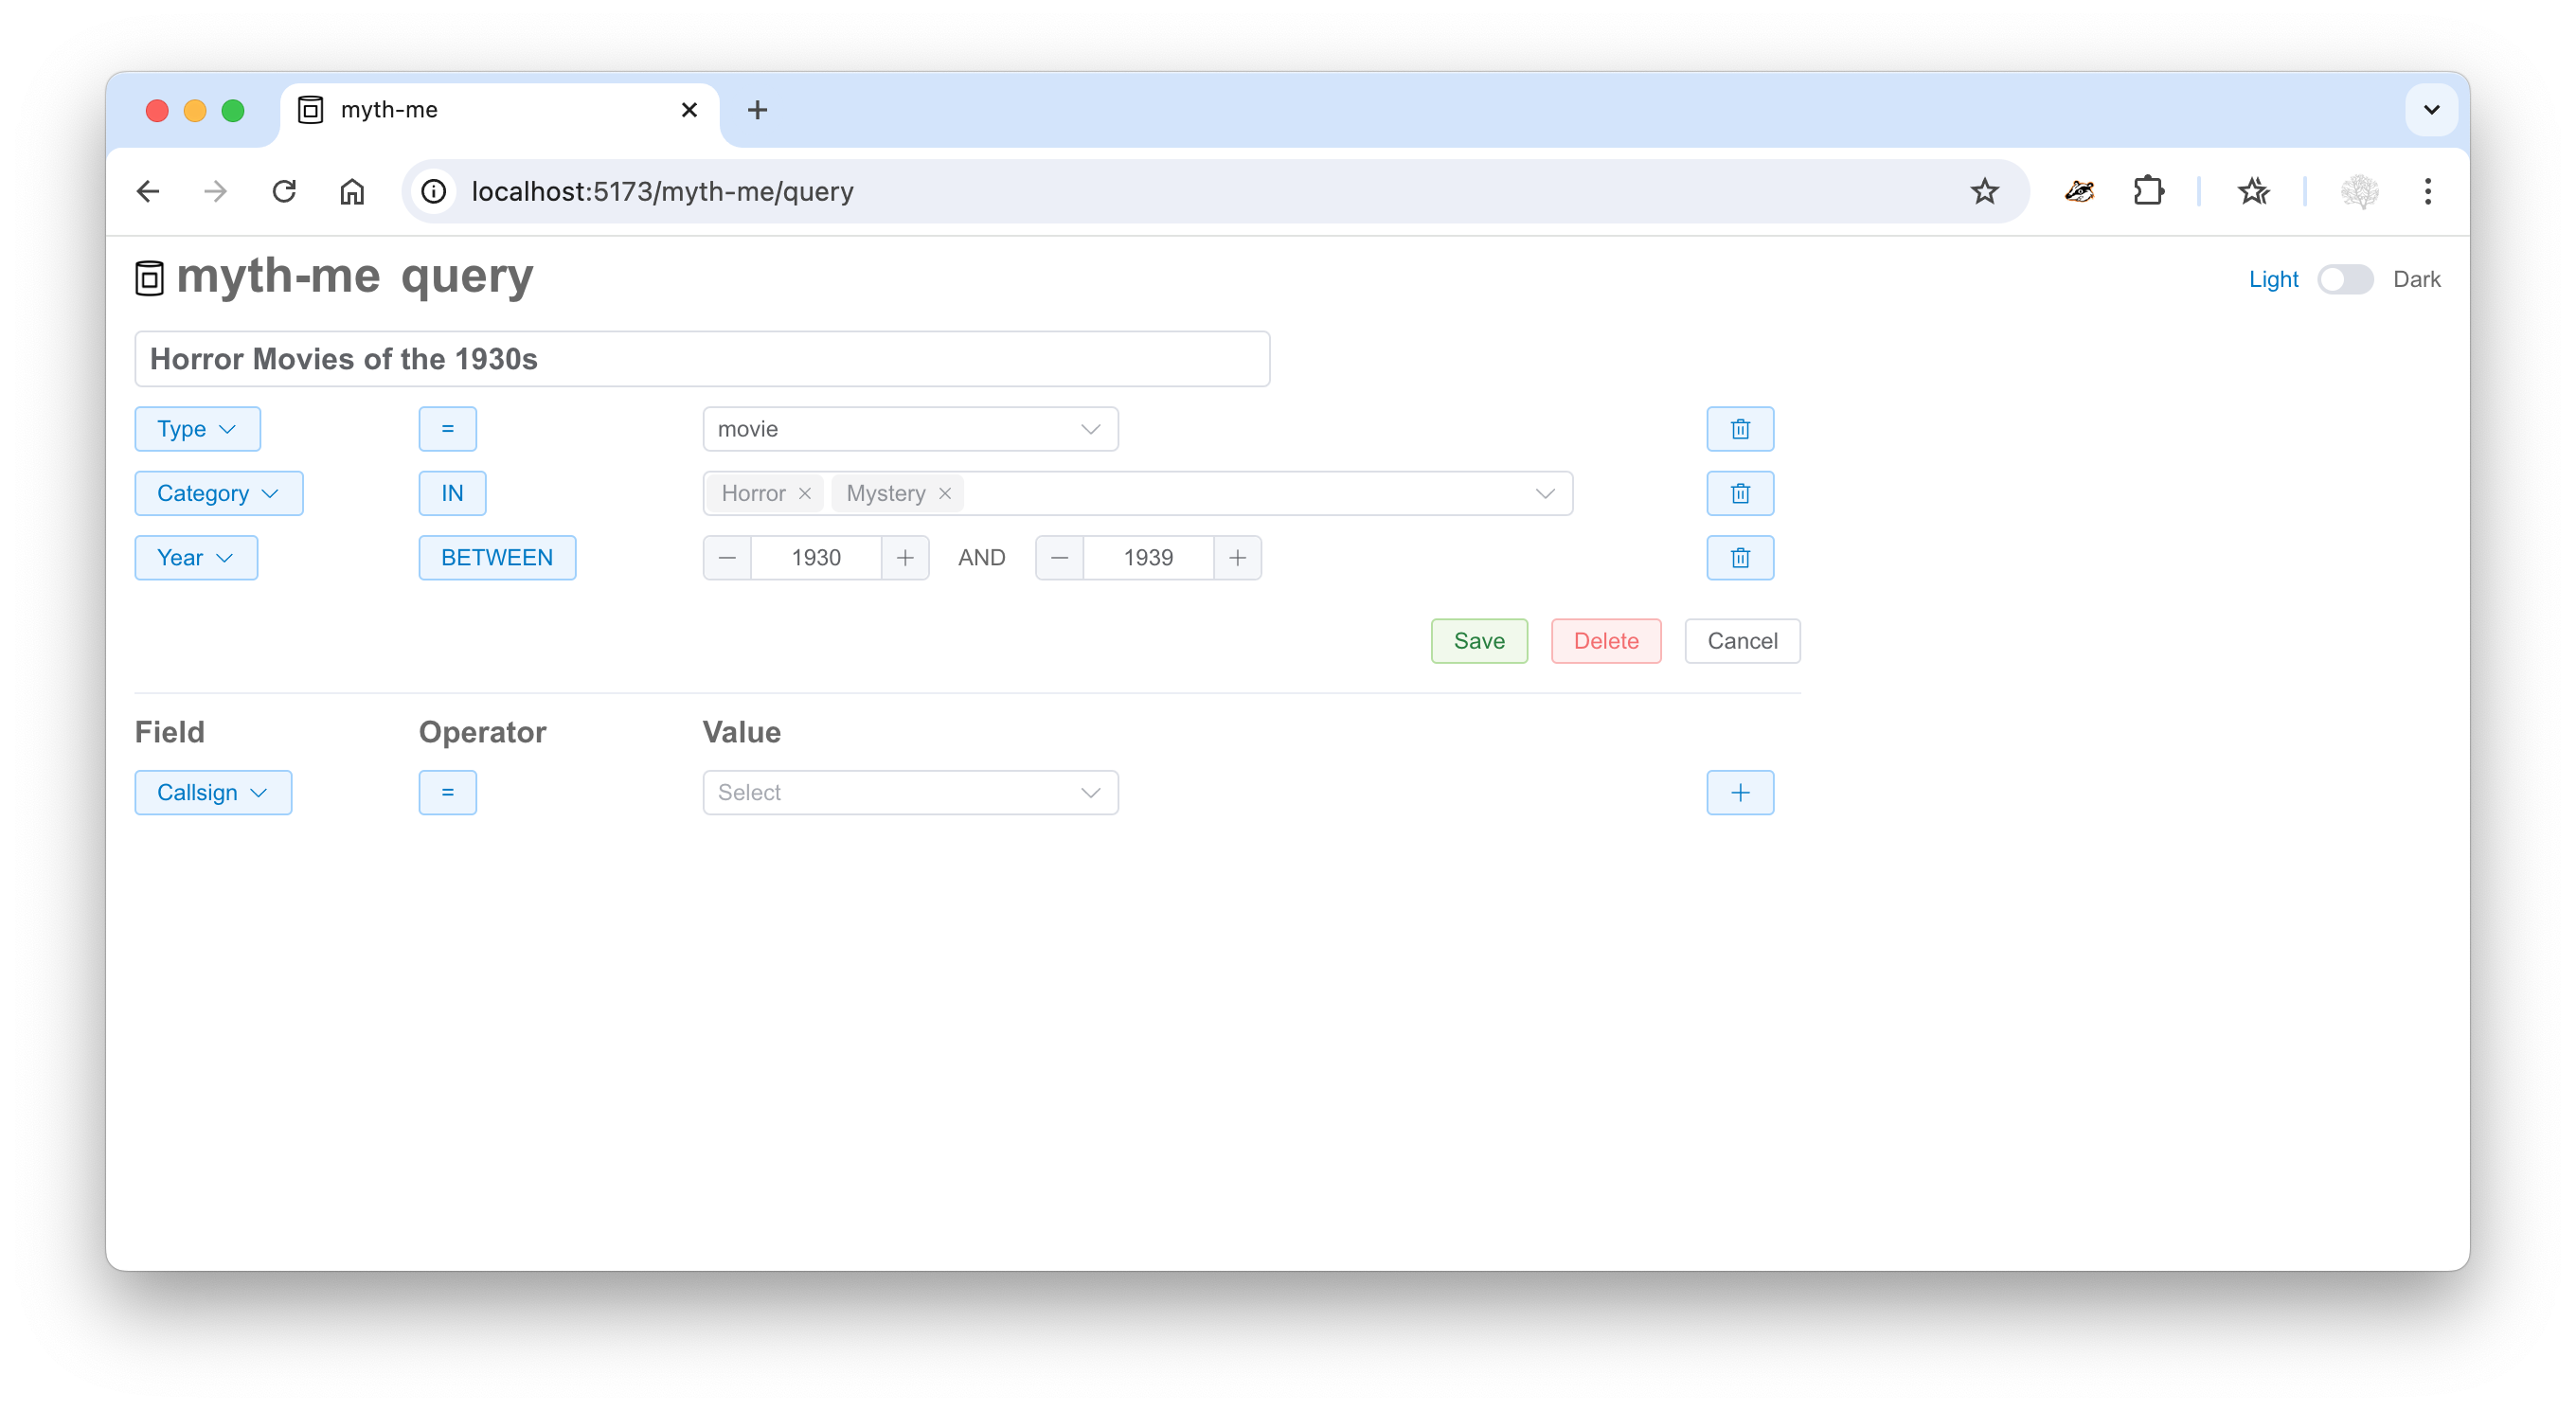 myth-me
localhost:5173/myth-me/query
myth-me query
Light Dark
Horror Movies of the 1930s
Type = movie
Category IN Horror Mystery
Year BETWEEN 1930 AND 1939
Save Delete Cancel
Field Operator Value
Callsign = Select